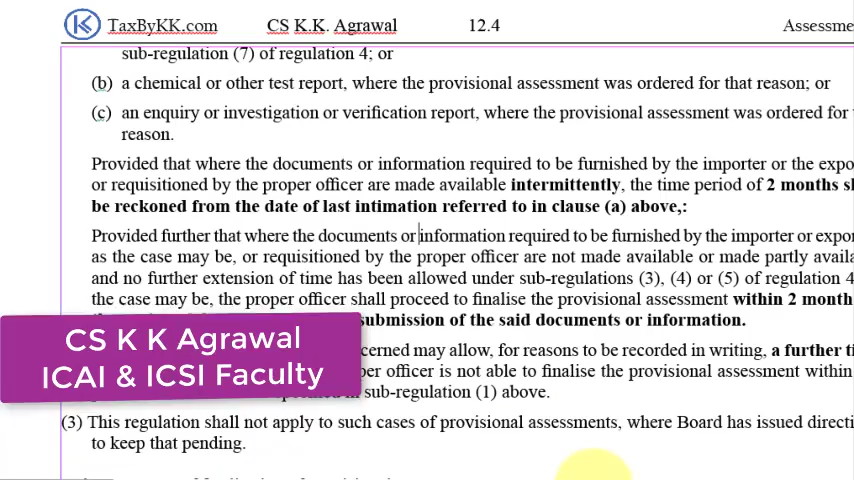 TaxByKK.com CS K.K. Agrawal 12.4 Assessme
sub-regulation (7) of regulation 4; or
(b) a chemical or other test report, where the provisional assessment was ordered for that reason; or
(c) an enquiry or investigation or verification report, where the provisional assessment was ordered for
reason.
Provided that where the documents or information required to be furnished by the importer or the expo
or requisitioned by the proper officer are made available intermittently, the time period of 2 months s
be reckoned from the date of last intimation referred to in clause (a) above,:
Provided further that where the documents or information required to be furnished by the importer or expor
as the case may be, or requisitioned by the proper officer are not made available or made partly availa
and no further extension of time has been allowed under sub-regulations (3), (4) or (5) of regulation 4
the case may be, the proper officer shall proceed to finalise the provisional assessment within 2 month
submission of the said documents or information.
CS K K Agrawal
ICAI & ICSI Faculty
cerned may allow, for reasons to be recorded in writing, a further ti
per officer is not able to finalise the provisional assessment within
in sub-regulation (1) above.
(3) This regulation shall not apply to such cases of provisional assessments, where Board has issued directi
to keep that pending.